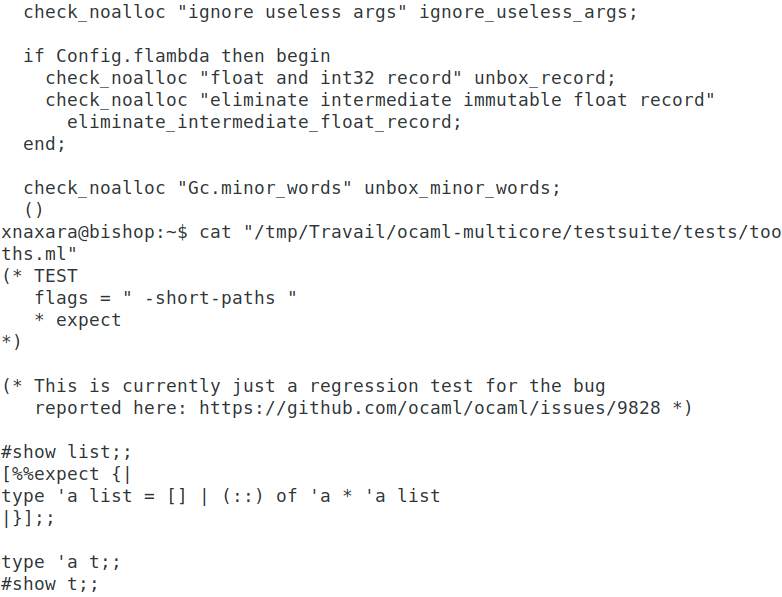 check_noalloc "ignore useless args" ignore_useless_args;

  if Config.flambda then begin
    check_noalloc "float and int32 record" unbox_record;
    check_noalloc "eliminate intermediate immutable float record"
      eliminate_intermediate_float_record;
  end;

  check_noalloc "Gc.minor_words" unbox_minor_words;
  ()
xnaxara@bishop:~$ cat "/tmp/Travail/ocaml-multicore/testsuite/tests/too
ths.ml"
(* TEST
   flags = " -short-paths "
   * expect
*)

(* This is currently just a regression test for the bug
   reported here: https://github.com/ocaml/ocaml/issues/9828 *)

#show list;;
[%%expect {|
type 'a list = [] | (::) of 'a * 'a list
|}];;

type 'a t;;
#show t;;